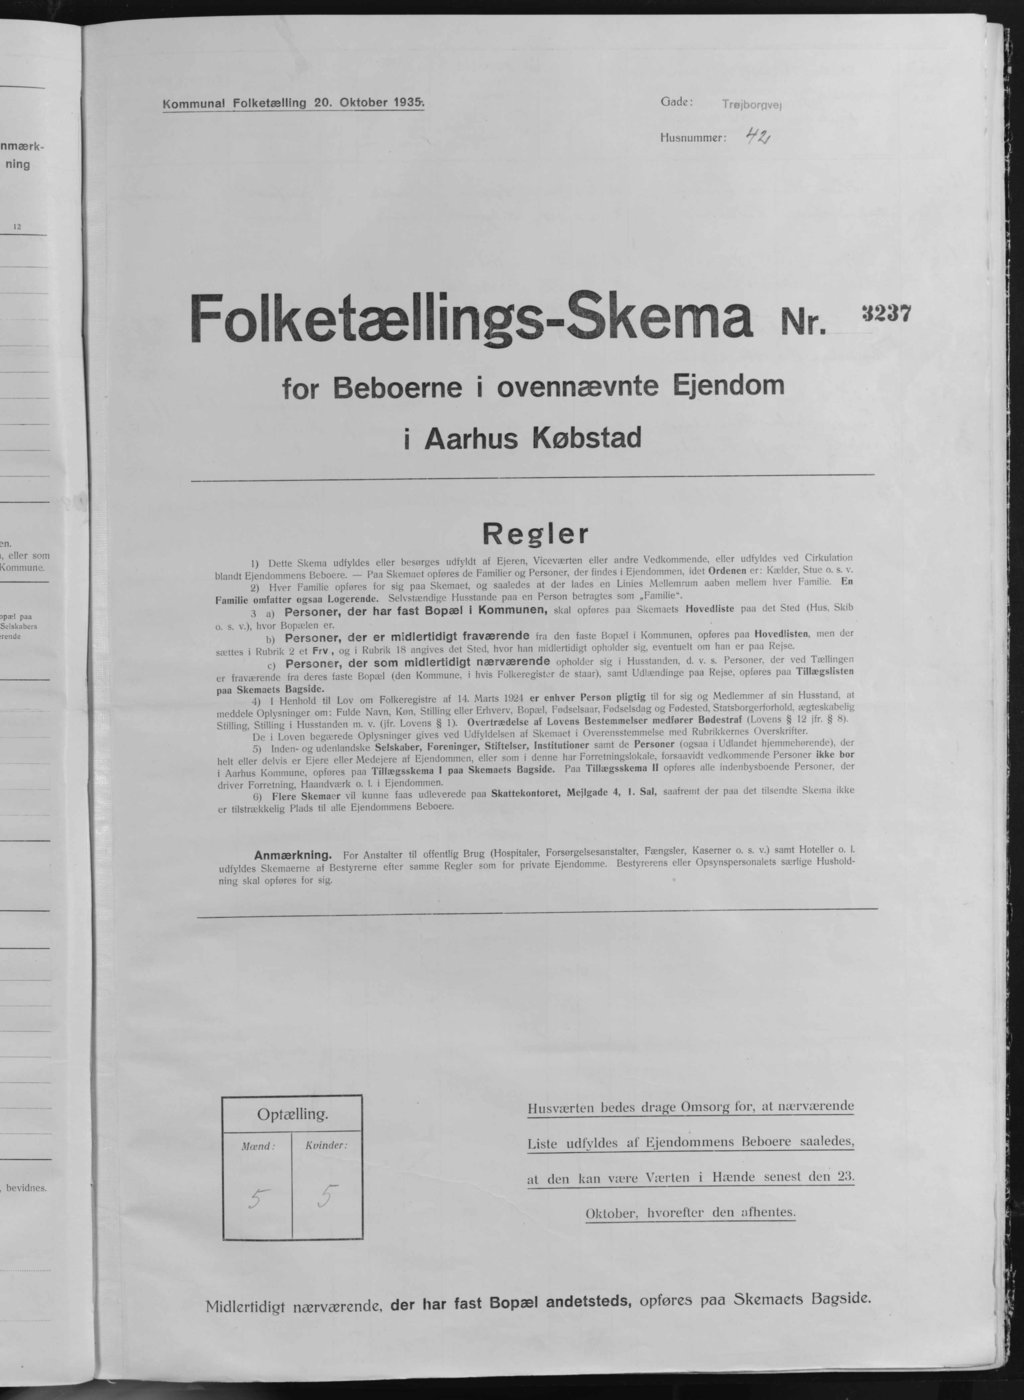 Kommunal Folketælling 20. Oktober 1935.
Gade: Trøjborgvej
Husnummer: 42
nmærk-
ning
12
Folketællings-Skema Nr. 3237
for Beboerne i ovennævnte Ejendom
i Aarhus Købstad
en.
, eller som
Kommune.
opæl paa
Selskabers
erende
, bevidnes.
Regler
1) Dette Skema udfyldes eller besørges udfyldt af Ejeren, Viceværten eller andre Vedkommende, eller udfyldes ved Cirkulation
blandt Ejendommens Beboere. — Paa Skemaet opføres de Familier og Personer, der findes i Ejendommen, idet Ordenen er: Kælder, Stue o. s. v.
2) Hver Familie opføres for sig paa Skemaet, og saaledes at der lades en Linies Mellemrum aaben mellem hver Familie. En
Familie omfatter ogsaa Logerende. Selvstændige Husstande paa en Person betragtes som „Familie“.
3 a) Personer, der har fast Bopæl i Kommunen, skal opføres paa Skemaets Hovedliste paa det Sted (Hus, Skib
o. s. v.), hvor Bopælen er.
b) Personer, der er midlertidigt fraværende fra den faste Bopæl i Kommunen, opføres paa Hovedlisten, men der
sættes i Rubrik 2 et Frv., og i Rubrik 18 angives det Sted, hvor han midlertidigt opholder sig, eventuelt om han er paa Rejse.
c) Personer, der som midlertidigt nærværende opholder sig i Husstanden, d. v. s. Personer, der ved Tællingen
er fraværende fra deres faste Bopæl (den Kommune, i hvis Folkeregister de staar), samt Udlændinge paa Rejse, opføres paa Tillægslisten
paa Skemaets Bagside.
4) I Henhold til Lov om Folkeregistre af 14. Marts 1924 er enhver Person pligtig til for sig og Medlemmer af sin Husstand, at
meddele Oplysninger om: Fulde Navn, Køn, Stilling eller Erhverv, Bopæl, Fødselsaar, Fødselsdag og Fødested, Statsborgerforhold, ægteskabelig
Stilling, Stilling i Husstanden m. v. (jfr. Lovens § 1). Overtrædelse af Lovens Bestemmelser medfører Bødestraf (Lovens § 12 jfr. § 8).
De i Loven begærede Oplysninger gives ved Udfyldelsen af Skemaet i Overensstemmelse med Rubrikkernes Overskrifter.
5) Inden- og udenlandske Selskaber, Foreninger, Stiftelser, Institutioner samt de Personer (ogsaa i Udlandet hjemmehørende), der
helt eller delvis er Ejere eller Medejere af Ejendommen, eller som i denne har Forretningslokale, forsaavidt vedkommende Personer ikke bor
i Aarhus Kommune, opføres paa Tillægsskema I paa Skemaets Bagside. Paa Tillægsskema II opføres alle indenbysboende Personer, der
driver Forretning, Haandværk o. l. i Ejendommen.
6) Flere Skemaer vil kunne faas udleverede paa Skattekontoret, Mejlgade 4, 1. Sal, saafremt der paa det tilsendte Skema ikke
er tilstrækkelig Plads til alle Ejendommens Beboere.
Anmærkning. For Anstalter til offentlig Brug (Hospitaler, Forsørgelsesanstalter, Fængsler, Kaserner o. s. v.) samt Hoteller o. l.
udfyldes Skemaerne af Bestyrerne efter samme Regler som for private Ejendomme. Bestyrerens eller Opsynspersonalets særlige Hushold-
ning skal opføres for sig.
Optælling.
Mænd: Kvinder:
5 5
Husværten bedes drage Omsorg for, at nærværende
Liste udfyldes af Ejendommens Beboere saaledes,
at den kan være Værten i Hænde senest den 23.
Oktober, hvorefter den afhentes.
Midlertidigt nærværende, der har fast Bopæl andetsteds, opføres paa Skemaets Bagside.